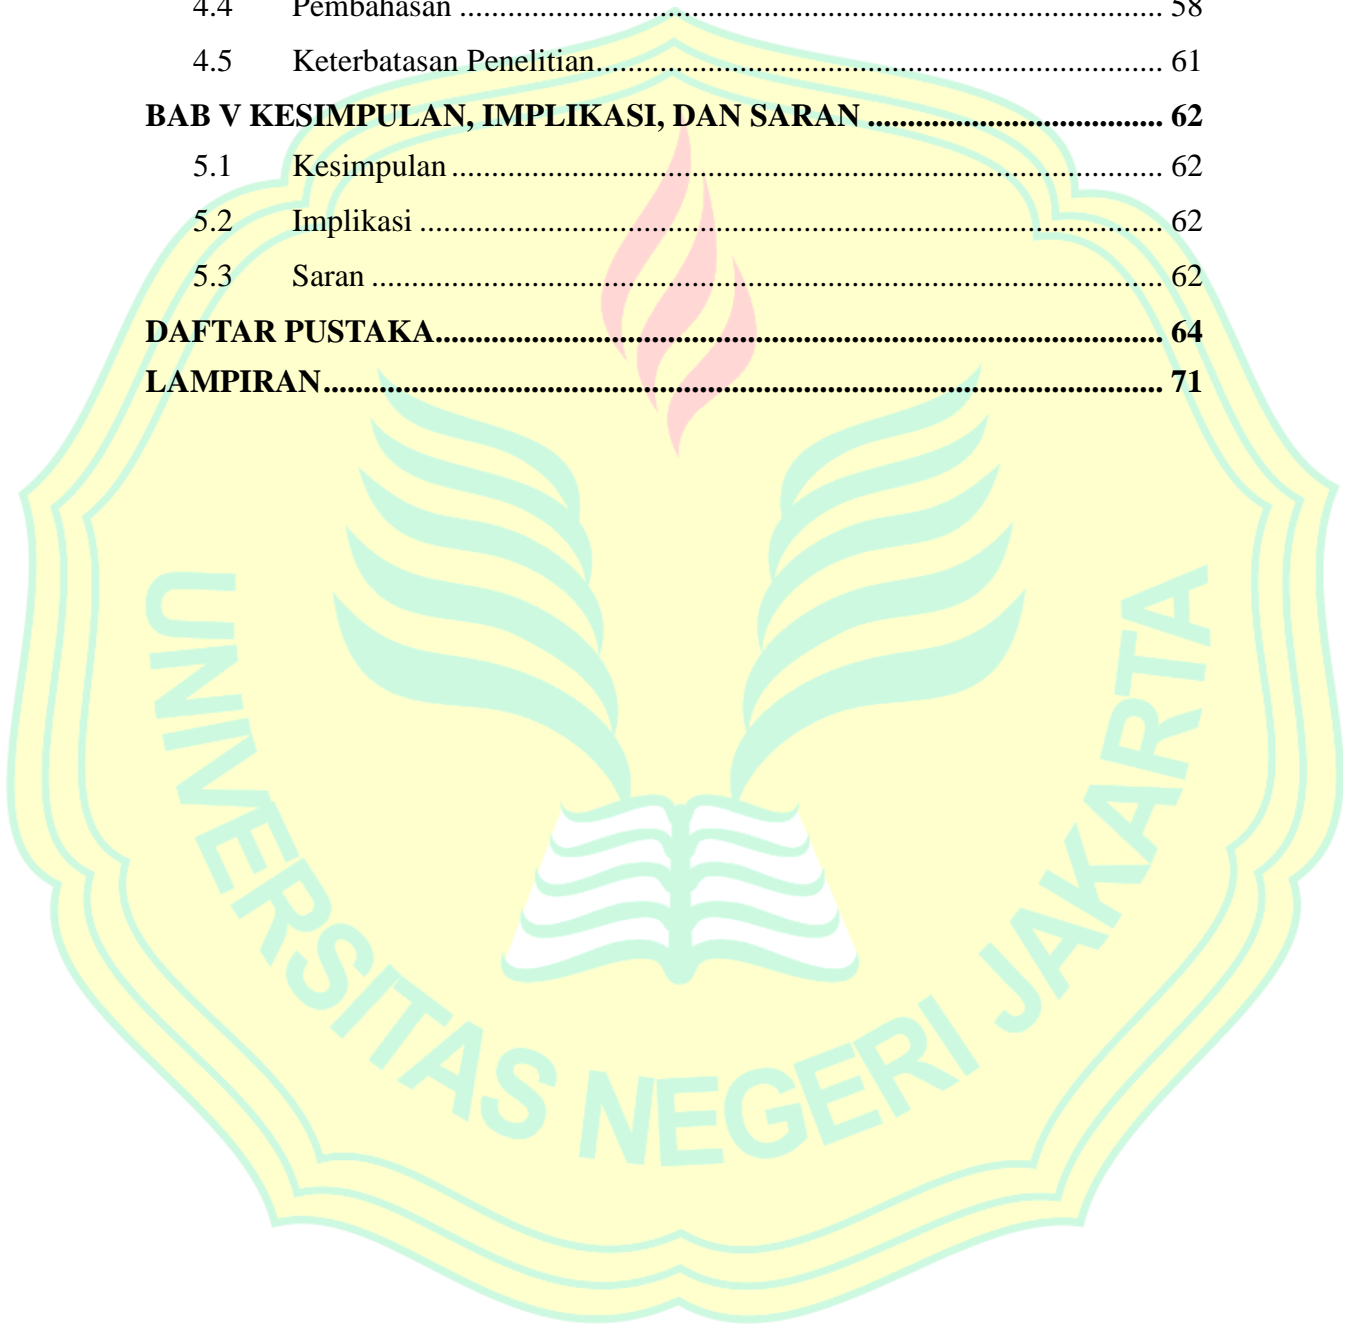 4.4 Pembahasan ........................................................................................ 58
4.5 Keterbatasan Penelitian....................................................................... 61
BAB V KESIMPULAN, IMPLIKASI, DAN SARAN ..................................... 62
5.1 Kesimpulan ......................................................................................... 62
5.2 Implikasi ............................................................................................. 62
5.3 Saran ................................................................................................... 62
DAFTAR PUSTAKA........................................................................................... 64
LAMPIRAN......................................................................................................... 71
UNIVERSITAS NEGERI JAKARTA